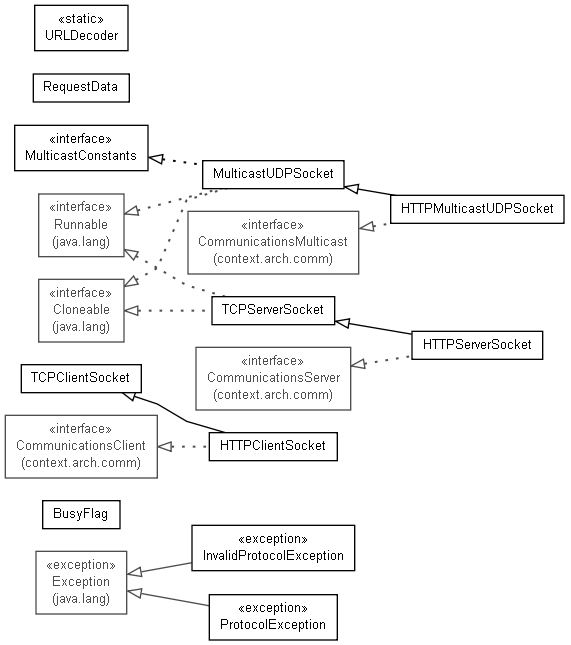 «static»
URLDecoder
RequestData
«interface»
MulticastConstants
MulticastUDPSocket
HTTPMulticastUDPSocket
«interface»
Runnable
(java.lang)
«interface»
CommunicationsMulticast
(context.arch.comm)
«interface»
Cloneable
(java.lang)
TCPServerSocket
HTTPServerSocket
«interface»
CommunicationsServer
(context.arch.comm)
TCPClientSocket
«interface»
CommunicationsClient
(context.arch.comm)
HTTPClientSocket
BusyFlag
«exception»
InvalidProtocolException
«exception»
Exception
(java.lang)
«exception»
ProtocolException